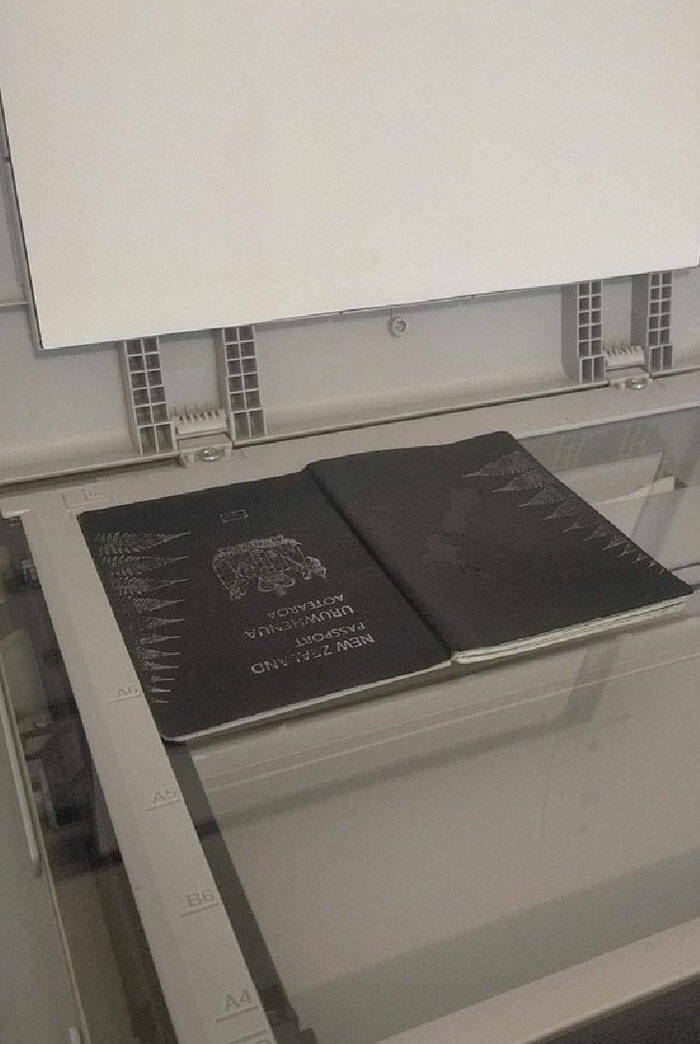 NEW ZEALAND
PASSPORT
URUWHENUA
AOTEAROA
A6
A5
B6
A4